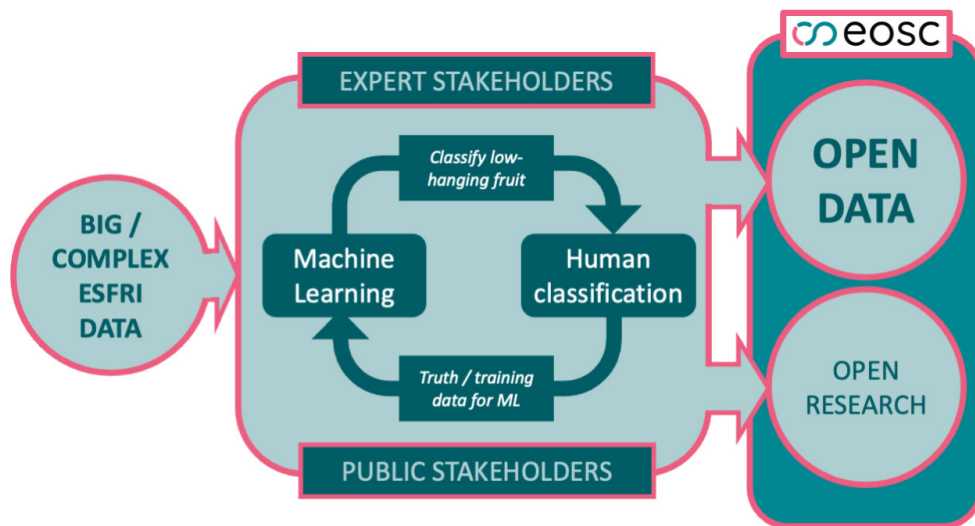 eosc
EXPERT STAKEHOLDERS
Classify low-
hanging fruit
OPEN
DATA
BIG /
COMPLEX
ESFRI
DATA
Machine
Learning
Human
classification
Truth / training
data for ML
OPEN
RESEARCH
PUBLIC STAKEHOLDERS